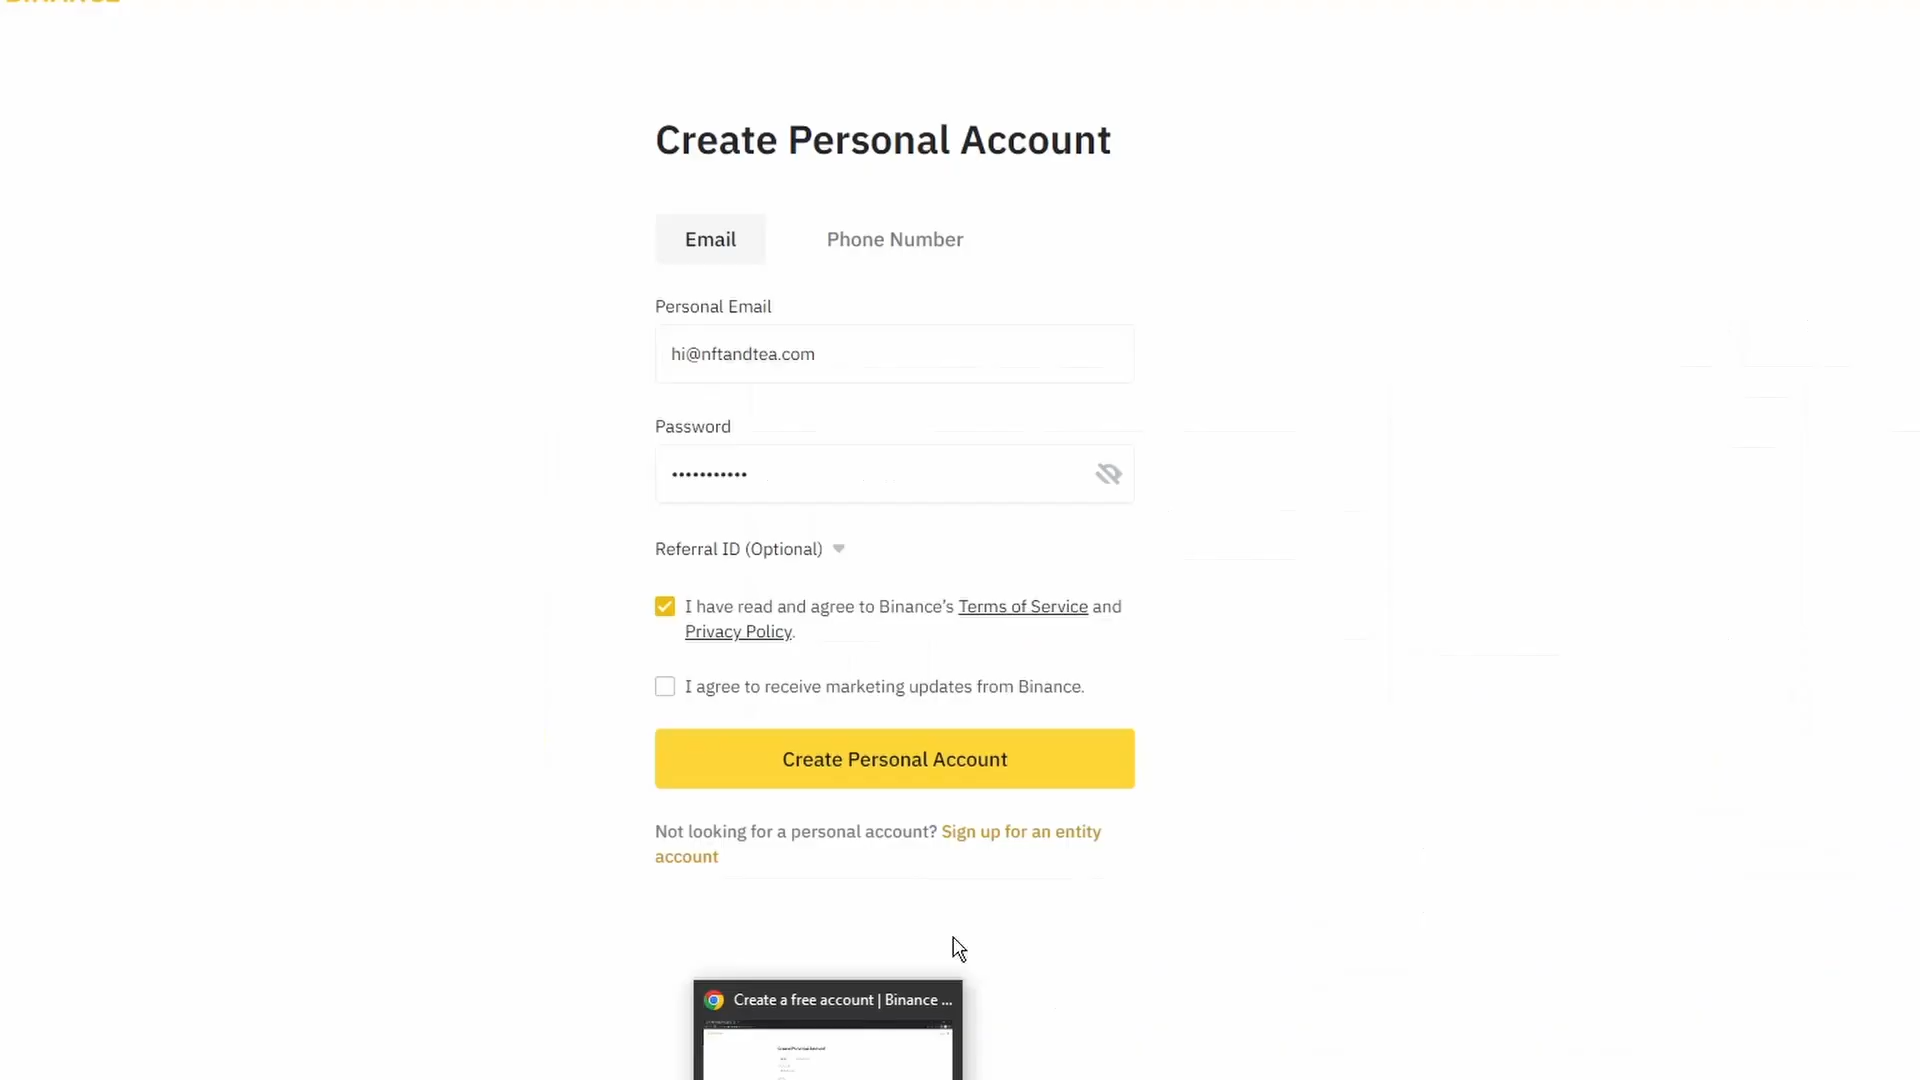 BINANCE
Create Personal Account
Email
Phone Number
Personal Email
hi@nftandtea.com
Password
•••••••••••
Referral ID (Optional)
I have read and agree to Binance’s Terms of Service and
Privacy Policy.
I agree to receive marketing updates from Binance.
Create Personal Account
Not looking for a personal account? Sign up for an entity
account
Create a free account | Binance ...